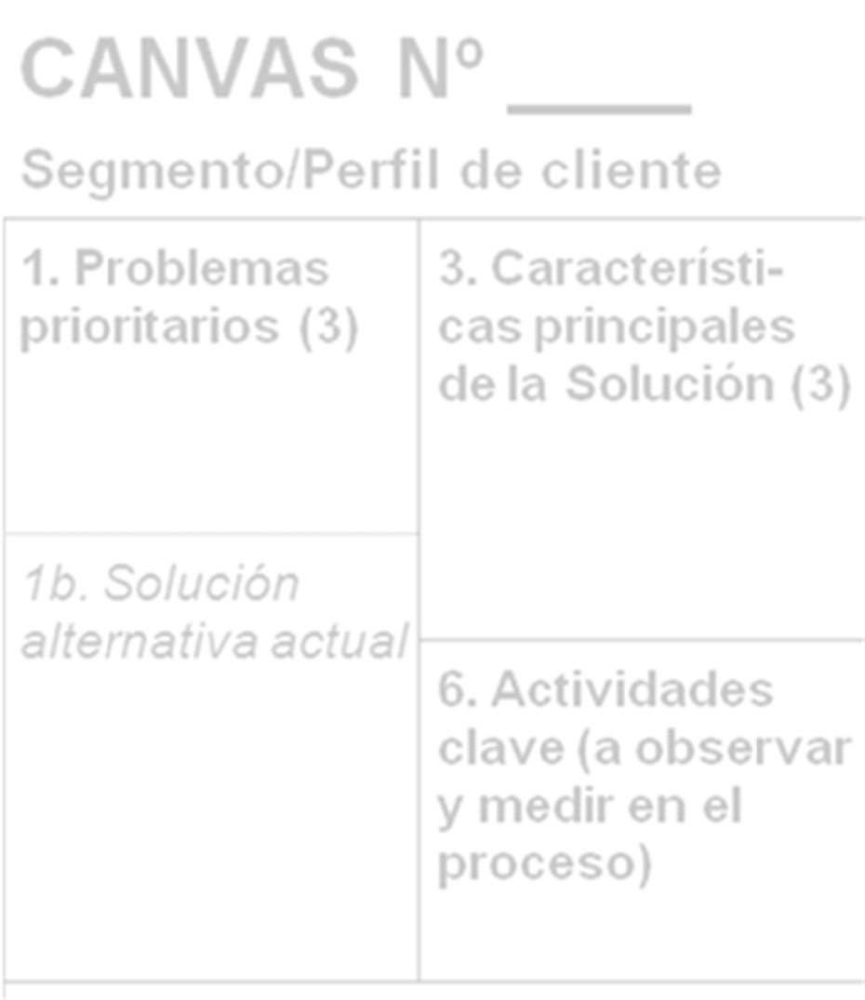 CANVAS Nº ____
Segmento/Perfil de cliente
1. Problemas
prioritarios (3)
1b. Solución
alternativa actual
3. Característi-
cas principales
de la Solución (3)
6. Actividades
clave (a observar
y medir en el
proceso)